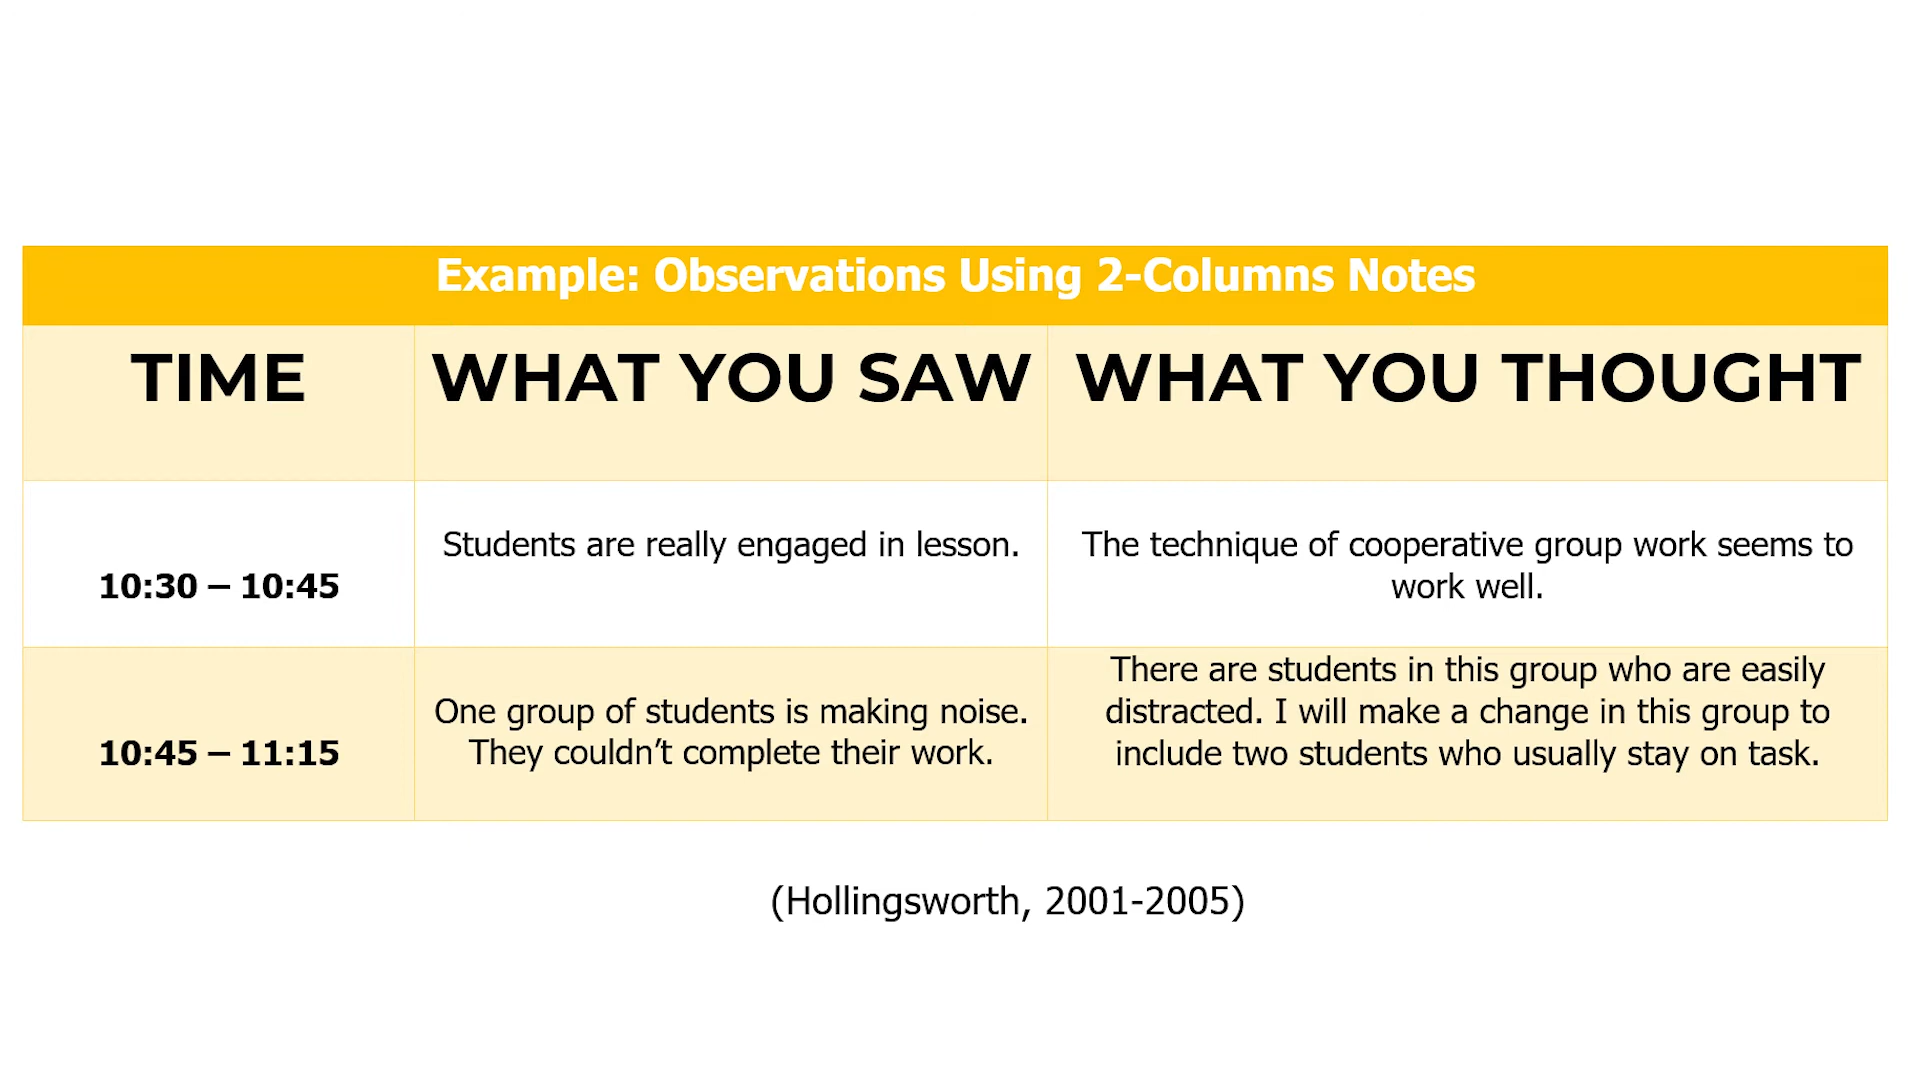 Example: Observations Using 2-Columns Notes
TIME
WHAT YOU SAW
WHAT YOU THOUGHT
10:30 – 10:45
Students are really engaged in lesson.
The technique of cooperative group work seems to
work well.
10:45 – 11:15
One group of students is making noise.
They couldn’t complete their work.
There are students in this group who are easily
distracted. I will make a change in this group to
include two students who usually stay on task.
(Hollingsworth, 2001-2005)